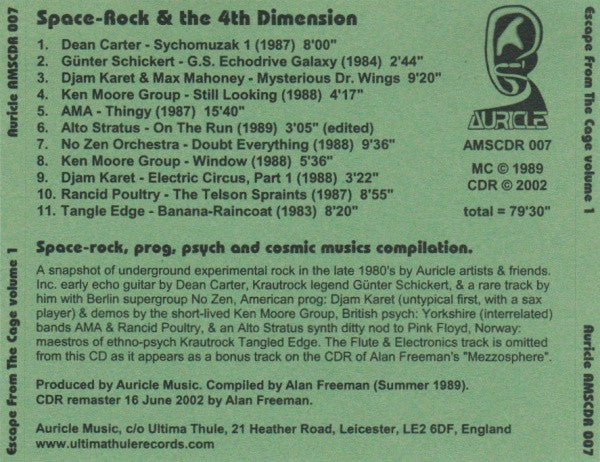 Auricle AMSCDR 007
Escape From The Cage volume 1
Space-Rock & the 4th Dimension
1. Dean Carter - Sychomuzak 1 (1987) 8'00"
2. Günter Schickert - G.S. Echodrive Galaxy (1984) 2'44"
3. Djam Karet & Max Mahoney - Mysterious Dr. Wings 9'20"
4. Ken Moore Group - Still Looking (1988) 4'17"
5. AMA - Thingy (1987) 15'40"
6. Alto Stratus - On The Run (1989) 3'05" (edited)
7. No Zen Orchestra - Doubt Everything (1988) 9'36"
8. Ken Moore Group - Window (1988) 5'36"
9. Djam Karet - Electric Circus, Part 1 (1988) 3'22"
10. Rancid Poultry - The Telson Spraints (1987) 8'55"
11. Tangle Edge - Banana-Raincoat (1983) 8'20"
AURICLE
AMSCDR 007
MC © 1989
CDR © 2002
total = 79'30"
Space-rock, prog, psych and cosmic musics compilation.
A snapshot of underground experimental rock in the late 1980's by Auricle artists & friends.
Inc. early echo guitar by Dean Carter, Krautrock legend Günter Schickert, & a rare track by
him with Berlin supergroup No Zen, American prog: Djam Karet (untypical first, with a sax
player) & demos by the short-lived Ken Moore Group, British psych: Yorkshire (interrelated)
bands AMA & Rancid Poultry, & an Alto Stratus synth ditty nod to Pink Floyd, Norway:
maestros of ethno-psych Krautrock Tangled Edge. The Flute & Electronics track is omitted
from this CD as it appears as a bonus track on the CDR of Alan Freeman's "Mezzosphere".
Produced by Auricle Music. Compiled by Alan Freeman (Summer 1989).
CDR remaster 16 June 2002 by Alan Freeman.
Auricle Music, c/o Ultima Thule, 21 Heather Road, Leicester, LE2 6DF, England
www.ultimathulerecords.com
Escape From The Cage volume 1
Auricle AMSCDR 007